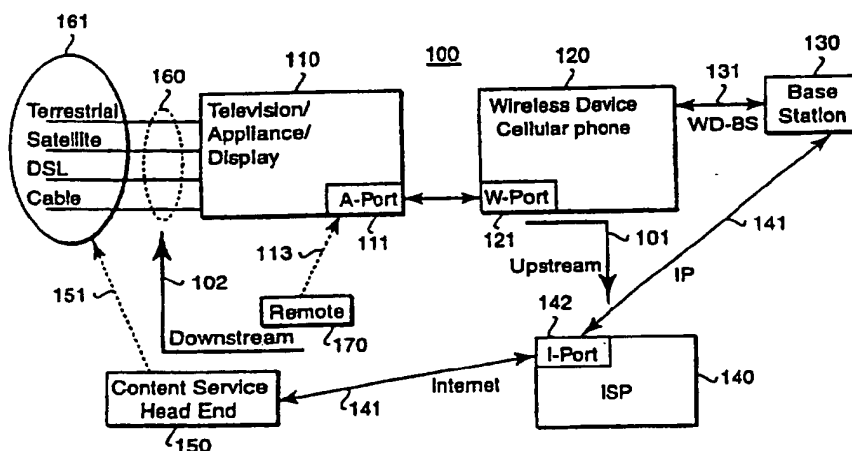 161
160
110
100
120
130
Terrestrial
Satellite
DSL
Cable
Television/
Appliance/
Display
A-Port
111
Wireless Device
Cellular phone
W-Port
121
131
WD-BS
Base
Station
101
Upstream
141
IP
151
102
113
Remote
170
Downstream
142
I-Port
ISP
140
Internet
141
Content Service
Head End
150